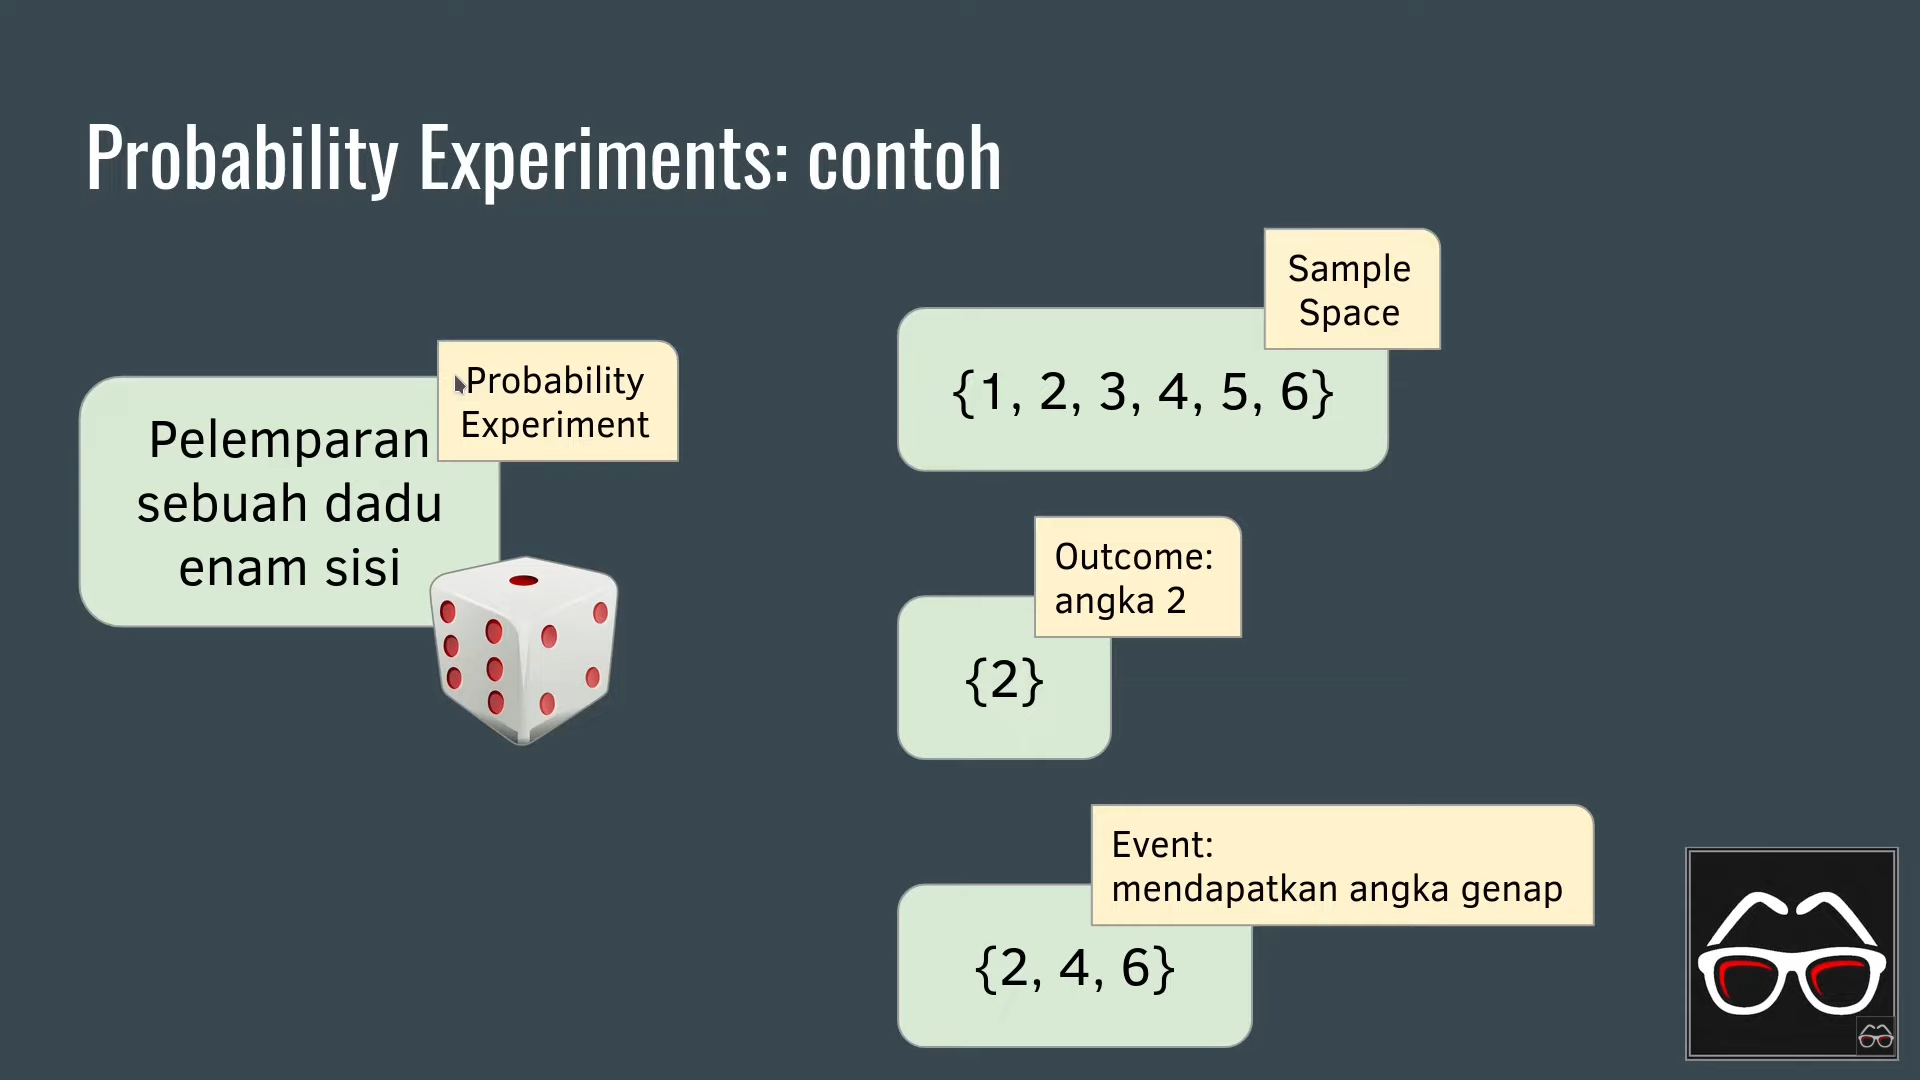 Probability Experiments: contoh
Probability
Experiment
Pelemparan
sebuah dadu
enam sisi
Sample
Space
{1, 2, 3, 4, 5, 6}
Outcome:
angka 2
{2}
Event:
mendapatkan angka genap
{2, 4, 6}